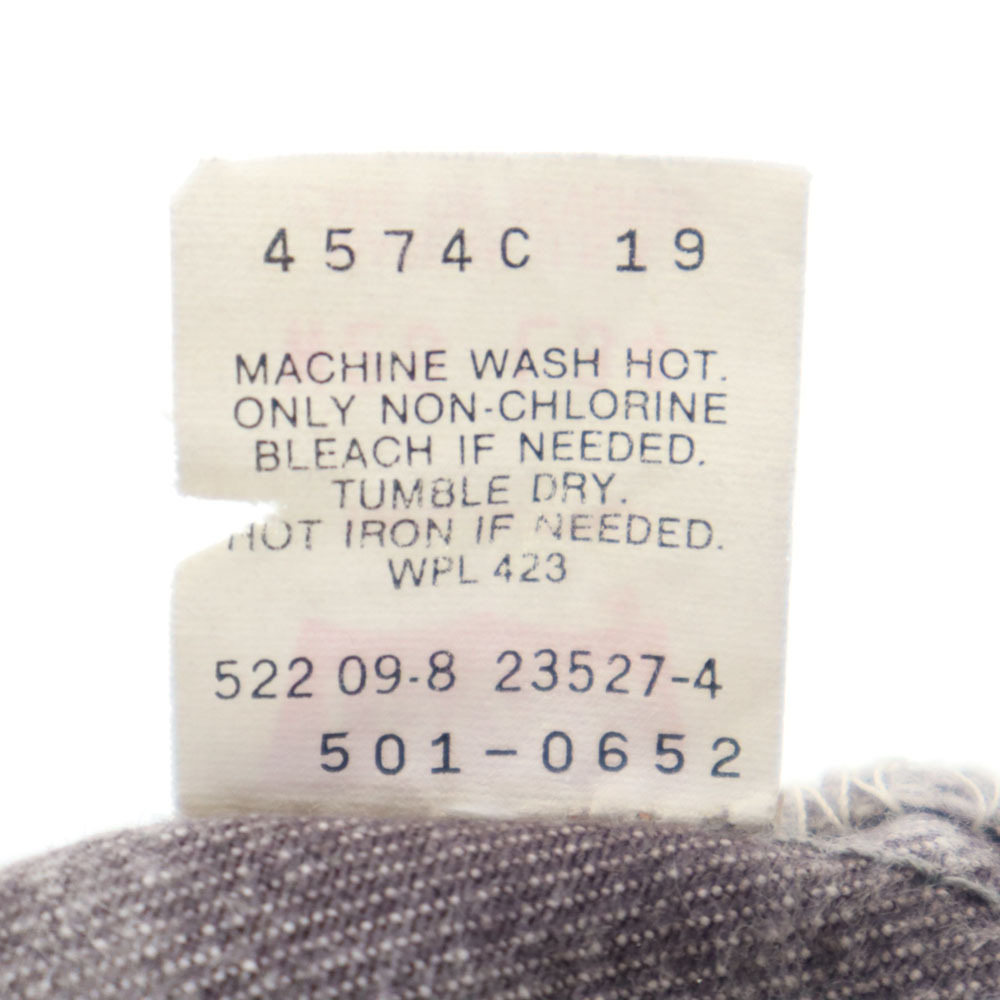 4574C 19
MACHINE WASH HOT.
ONLY NON-CHLORINE
BLEACH IF NEEDED.
TUMBLE DRY.
HOT IRON IF NEEDED.
WPL 423
522 09-8 23527-4
501-0652